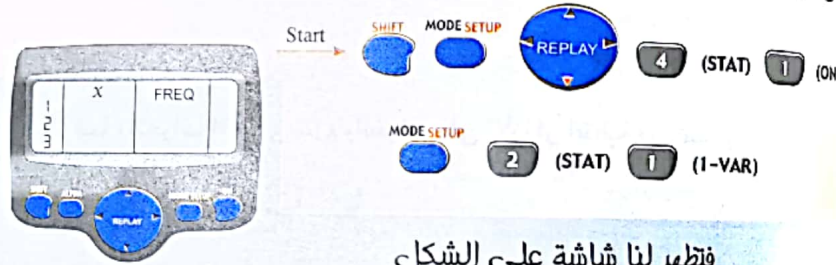 Start SHIFT MODE SETUP REPLAY 4 (STAT) 1 (ON
x FREQ
1
2
3
REPLAY
MODE SETUP
2 (STAT) 1 (1-VAR)
فتظهر لنا شاشة على الشكل